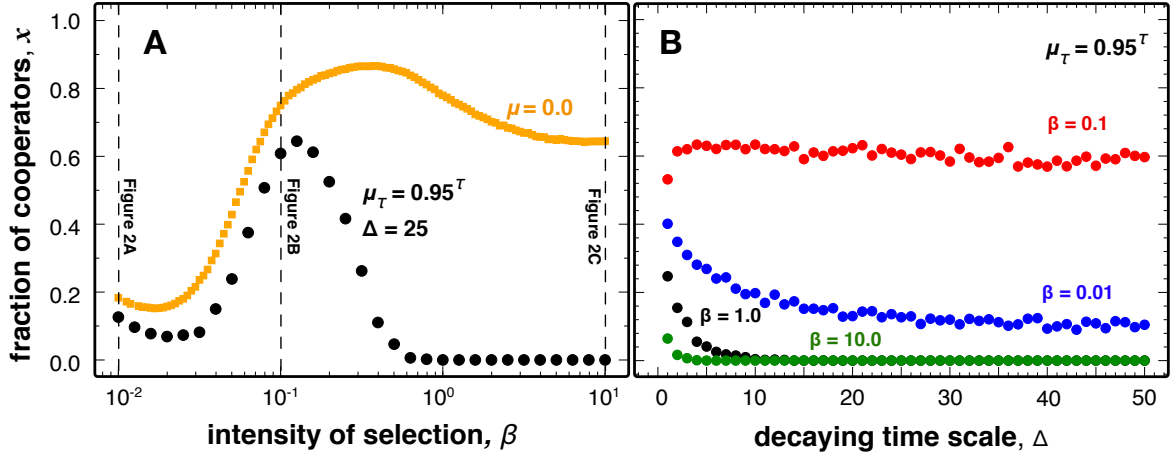 A
1.0
0.8
0.6
0.4
0.2
0.0
fraction of cooperators, x
μ = 0.0
μτ = 0.95^τ
Δ = 25
Figure 2A
Figure 2B
Figure 2C
10^-2
10^-1
10^0
10^1
intensity of selection, β
B
μτ = 0.95^τ
β = 0.1
β = 0.01
β = 1.0
β = 10.0
0
10
20
30
40
50
decaying time scale, Δ